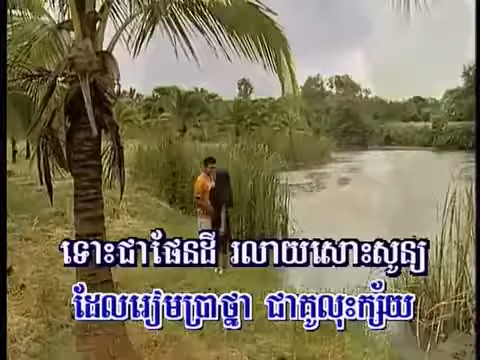 ទោះជាផែនដី រលាយសោះសូន្យ
ដែលរៀមប្រាថ្នា ជាគូលុះក្ស័យ